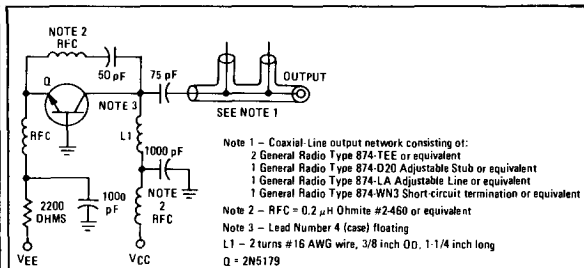 NOTE 2
RFC
50 pF
Q
75 pF
OUTPUT
NOTE 3
SEE NOTE 1
RFC
L1
1000 pF
1000
pF
NOTE
2
RFC
2200
OHMS
VEE
VCC
Note 1 – Coaxial-Line output network consisting of:
2 General Radio Type 874-TEE or equivalent
1 General Radio Type 874-D20 Adjustable Stub or equivalent
1 General Radio Type 874-LA Adjustable Line or equivalent
1 General Radio Type 874-WN3 Short-circuit termination or equivalent
Note 2 – RFC = 0.2 μH Ohmite #2-460 or equivalent
Note 3 – Lead Number 4 (case) floating
L1 – 2 turns #16 AWG wire, 3/8 inch OD, 1-1/4 inch long
Q = 2N5179